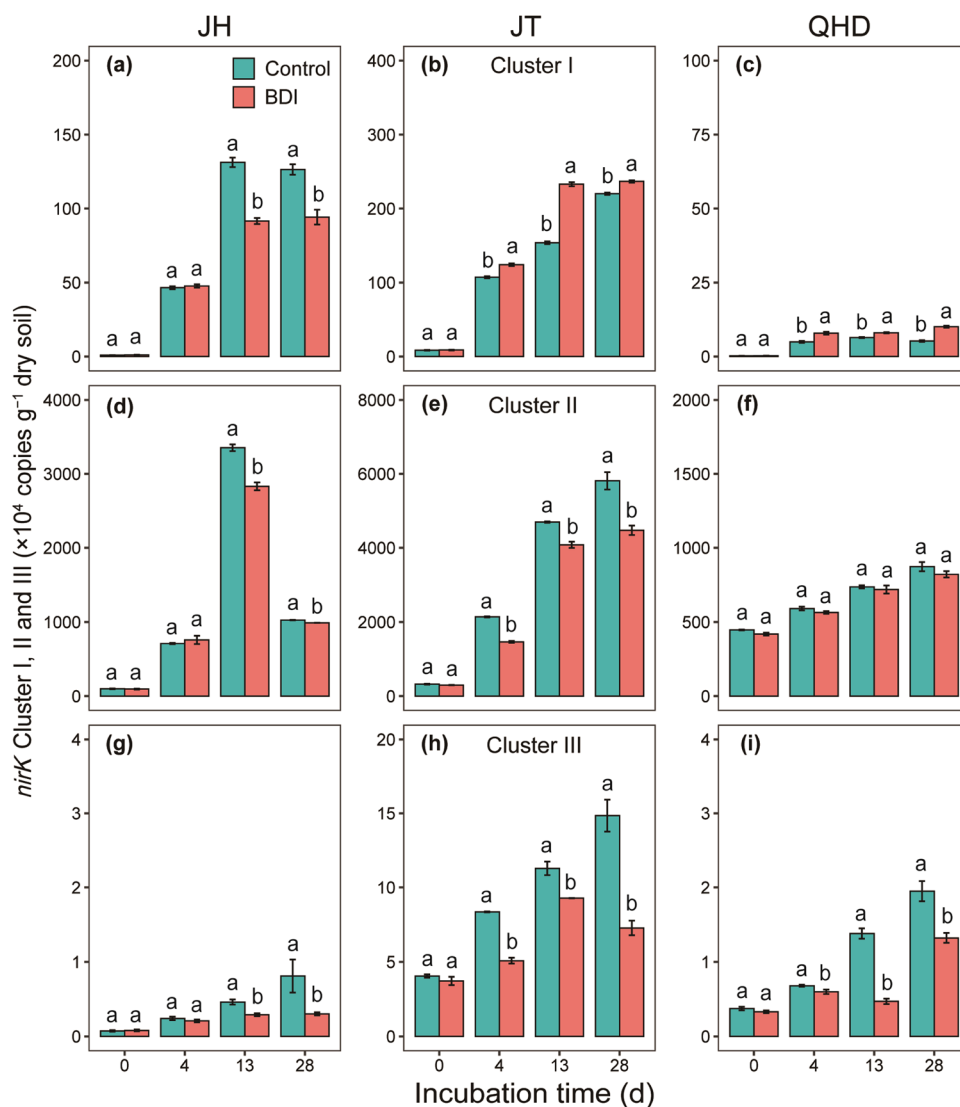 JH JT QHD
(a) Control BDI
200
150
100
50
0
a a a a a b a b
(b) Cluster I
400
300
200
100
0
a a b a b a b a
(c)
100
75
50
25
0
a a b a b a b a
nirK Cluster I, II and III (×10⁴ copies g⁻¹ dry soil)
(d)
4000
3000
2000
1000
0
a a a a a b a b
(e) Cluster II
8000
6000
4000
2000
0
a a a b a b a b
(f)
2000
1500
1000
500
0
a a a a a a a a
(g)
4
3
2
1
0
a a a a a b a b
0 4 13 28
(h) Cluster III
20
15
10
5
0
a a a b a b a b
0 4 13 28
(i)
4
3
2
1
0
a a a b a b a b
0 4 13 28
Incubation time (d)